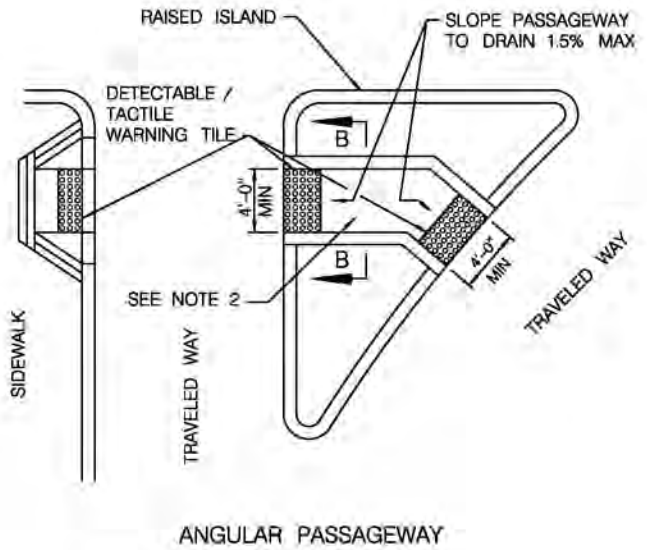 RAISED ISLAND
SLOPE PASSAGEWAY
TO DRAIN 1.5% MAX
DETECTABLE /
TACTILE
WARNING TILE
B
4'-0"
MIN
B
4'-0"
MIN
SEE NOTE 2
SIDEWALK
TRAVELED WAY
TRAVELED WAY
ANGULAR PASSAGEWAY